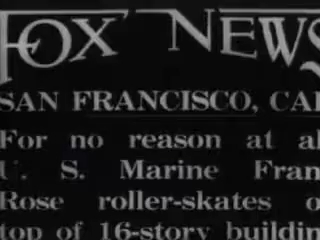 FOX NEWS
SAN FRANCISCO, CAL
For no reason at al
U. S. Marine Fran
Rose roller-skates o
top of 16-story buildin